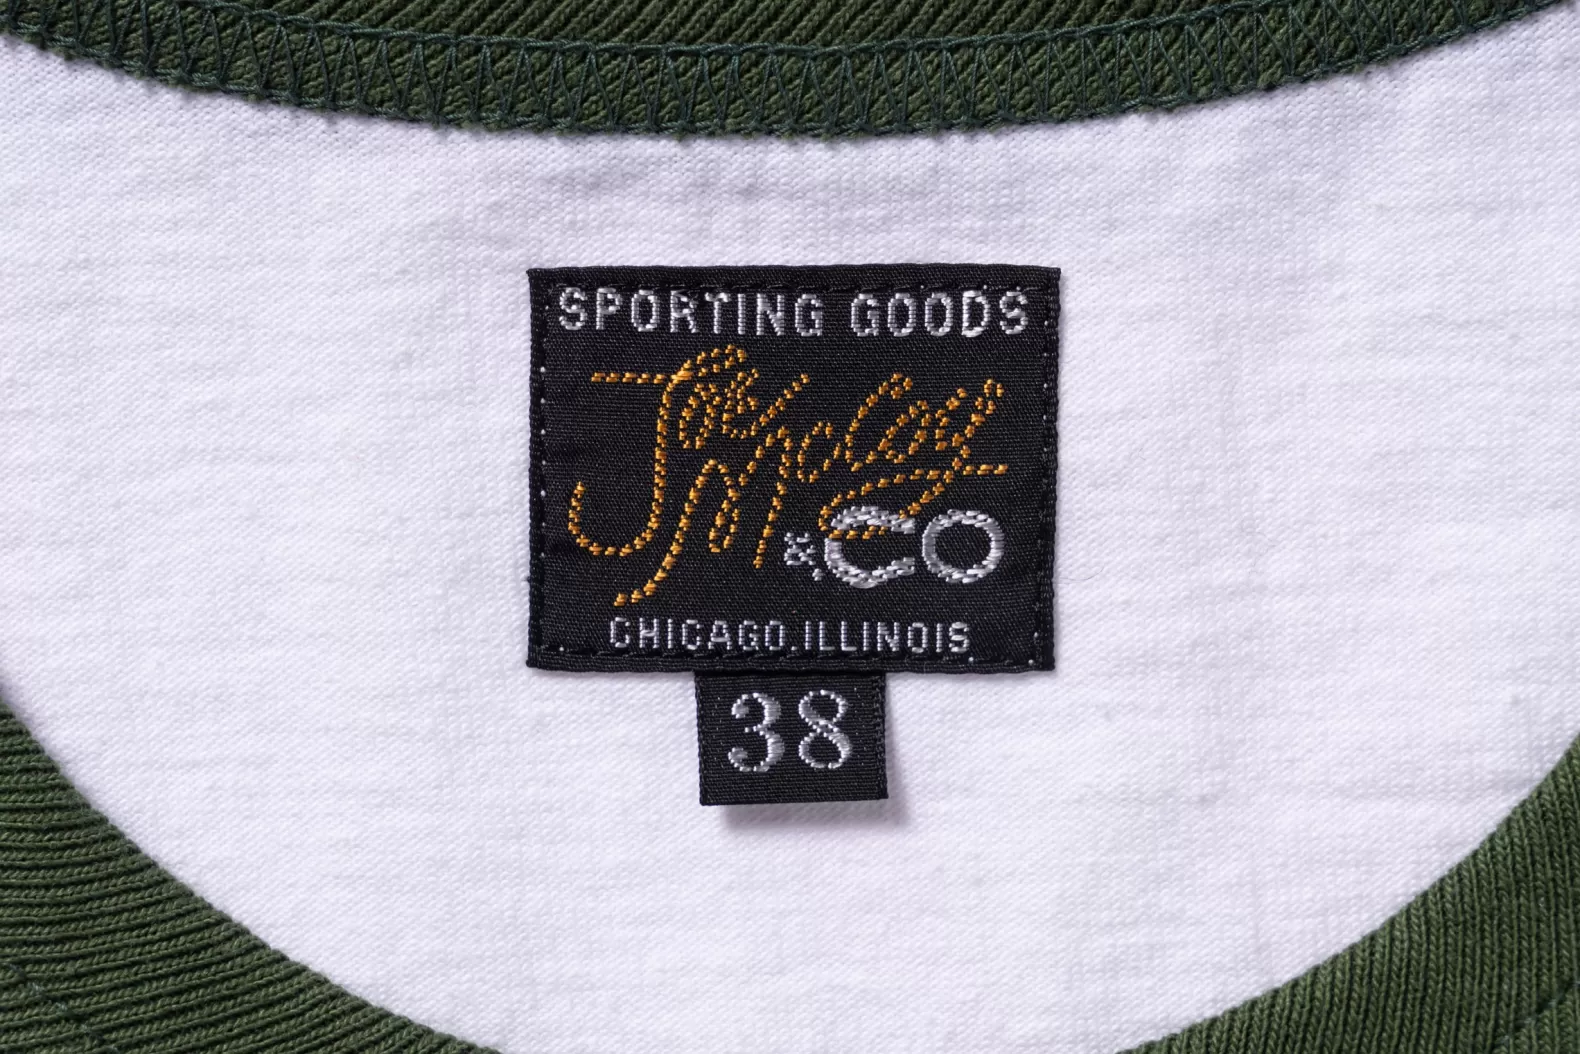 SPORTING GOODS
Joe McCoy
&.CO
CHICAGO.ILLINOIS
38